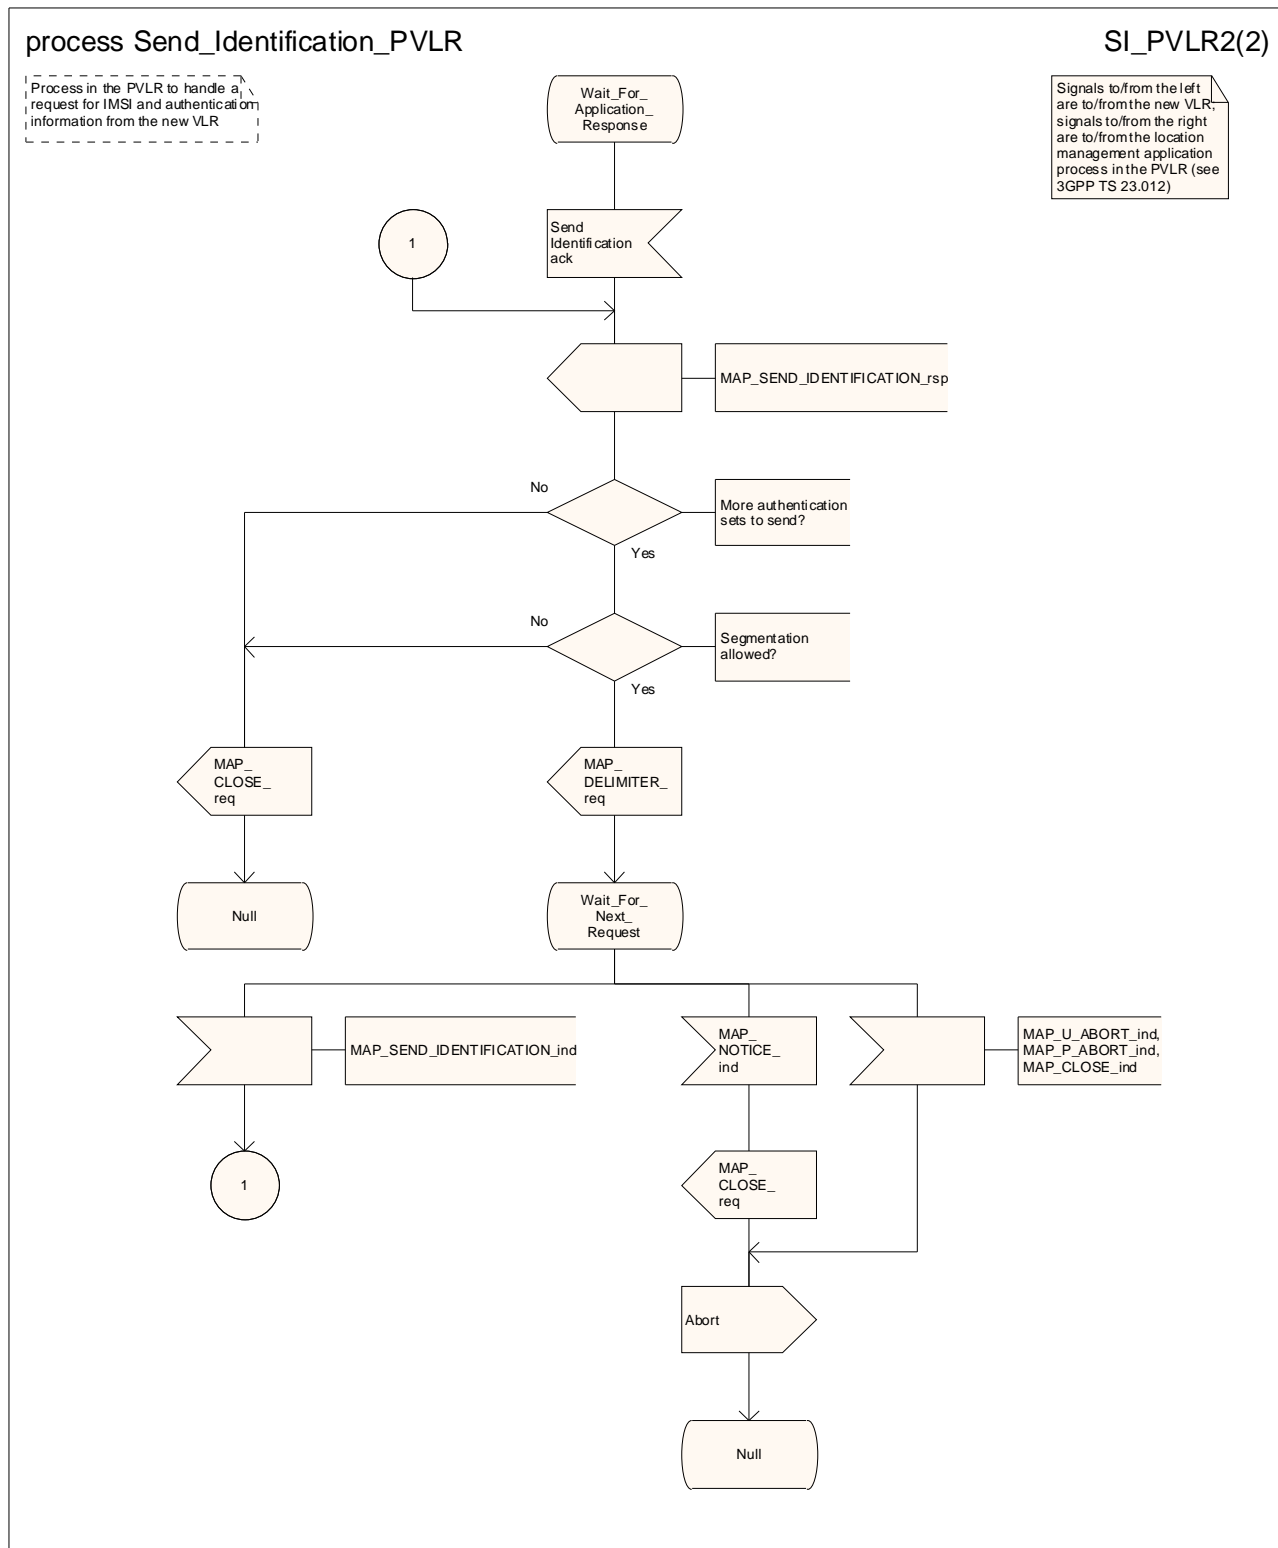 process Send_Identification_PVLR
SI_PVLR2(2)
Process in the PVLR to handle a
request for IMSI and authentication
information from the new VLR
Wait_For_
Application_
Response
Signals to/from the left
are to/from the new VLR;
signals to/from the right
are to/from the location
management application
process in the PVLR (see
3GPP TS 23.012)
1
Send
Identification
ack
MAP_SEND_IDENTIFICATION_rsp
No
More authentication
sets to send?
Yes
No
Segmentation
allowed?
Yes
MAP_
CLOSE_
req
MAP_
DELIMITER_
req
Null
Wait_For_
Next_
Request
MAP_SEND_IDENTIFICATION_ind
MAP_
NOTICE_
ind
MAP_U_ABORT_ind,
MAP_P_ABORT_ind,
MAP_CLOSE_ind
1
MAP_
CLOSE_
req
Abort
Null